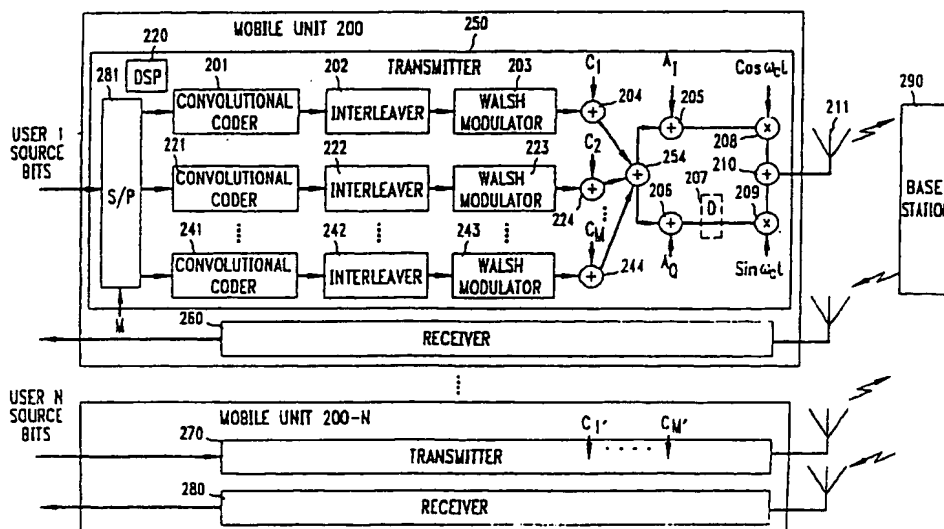 MOBILE UNIT 200
250
TRANSMITTER
220
DSP
281
201
CONVOLUTIONAL
CODER
202
INTERLEAVER
203
WALSH
MODULATOR
C1
204
AI
205
Cos ωct
208
211
290
USER 1
SOURCE
BITS
S/P
221
CONVOLUTIONAL
CODER
222
INTERLEAVER
223
WALSH
MODULATOR
C2
224
254
206
207
D
210
209
BASE
STATION
241
CONVOLUTIONAL
CODER
242
INTERLEAVER
243
WALSH
MODULATOR
CM
244
AQ
Sin ωct
M
260
RECEIVER
USER N
SOURCE
BITS
MOBILE UNIT 200-N
270
TRANSMITTER
C1' . . . . CM'
280
RECEIVER